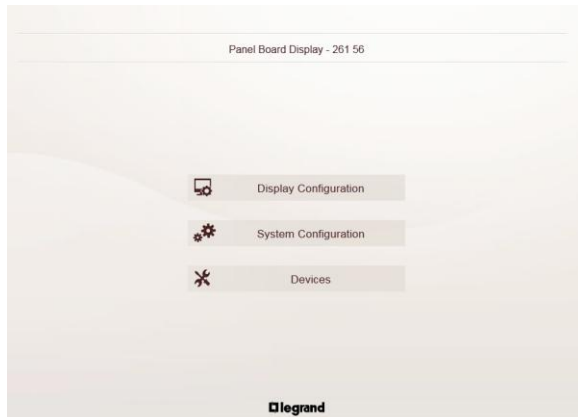 Panel Board Display - 261 56
Display Configuration
System Configuration
Devices
legrand